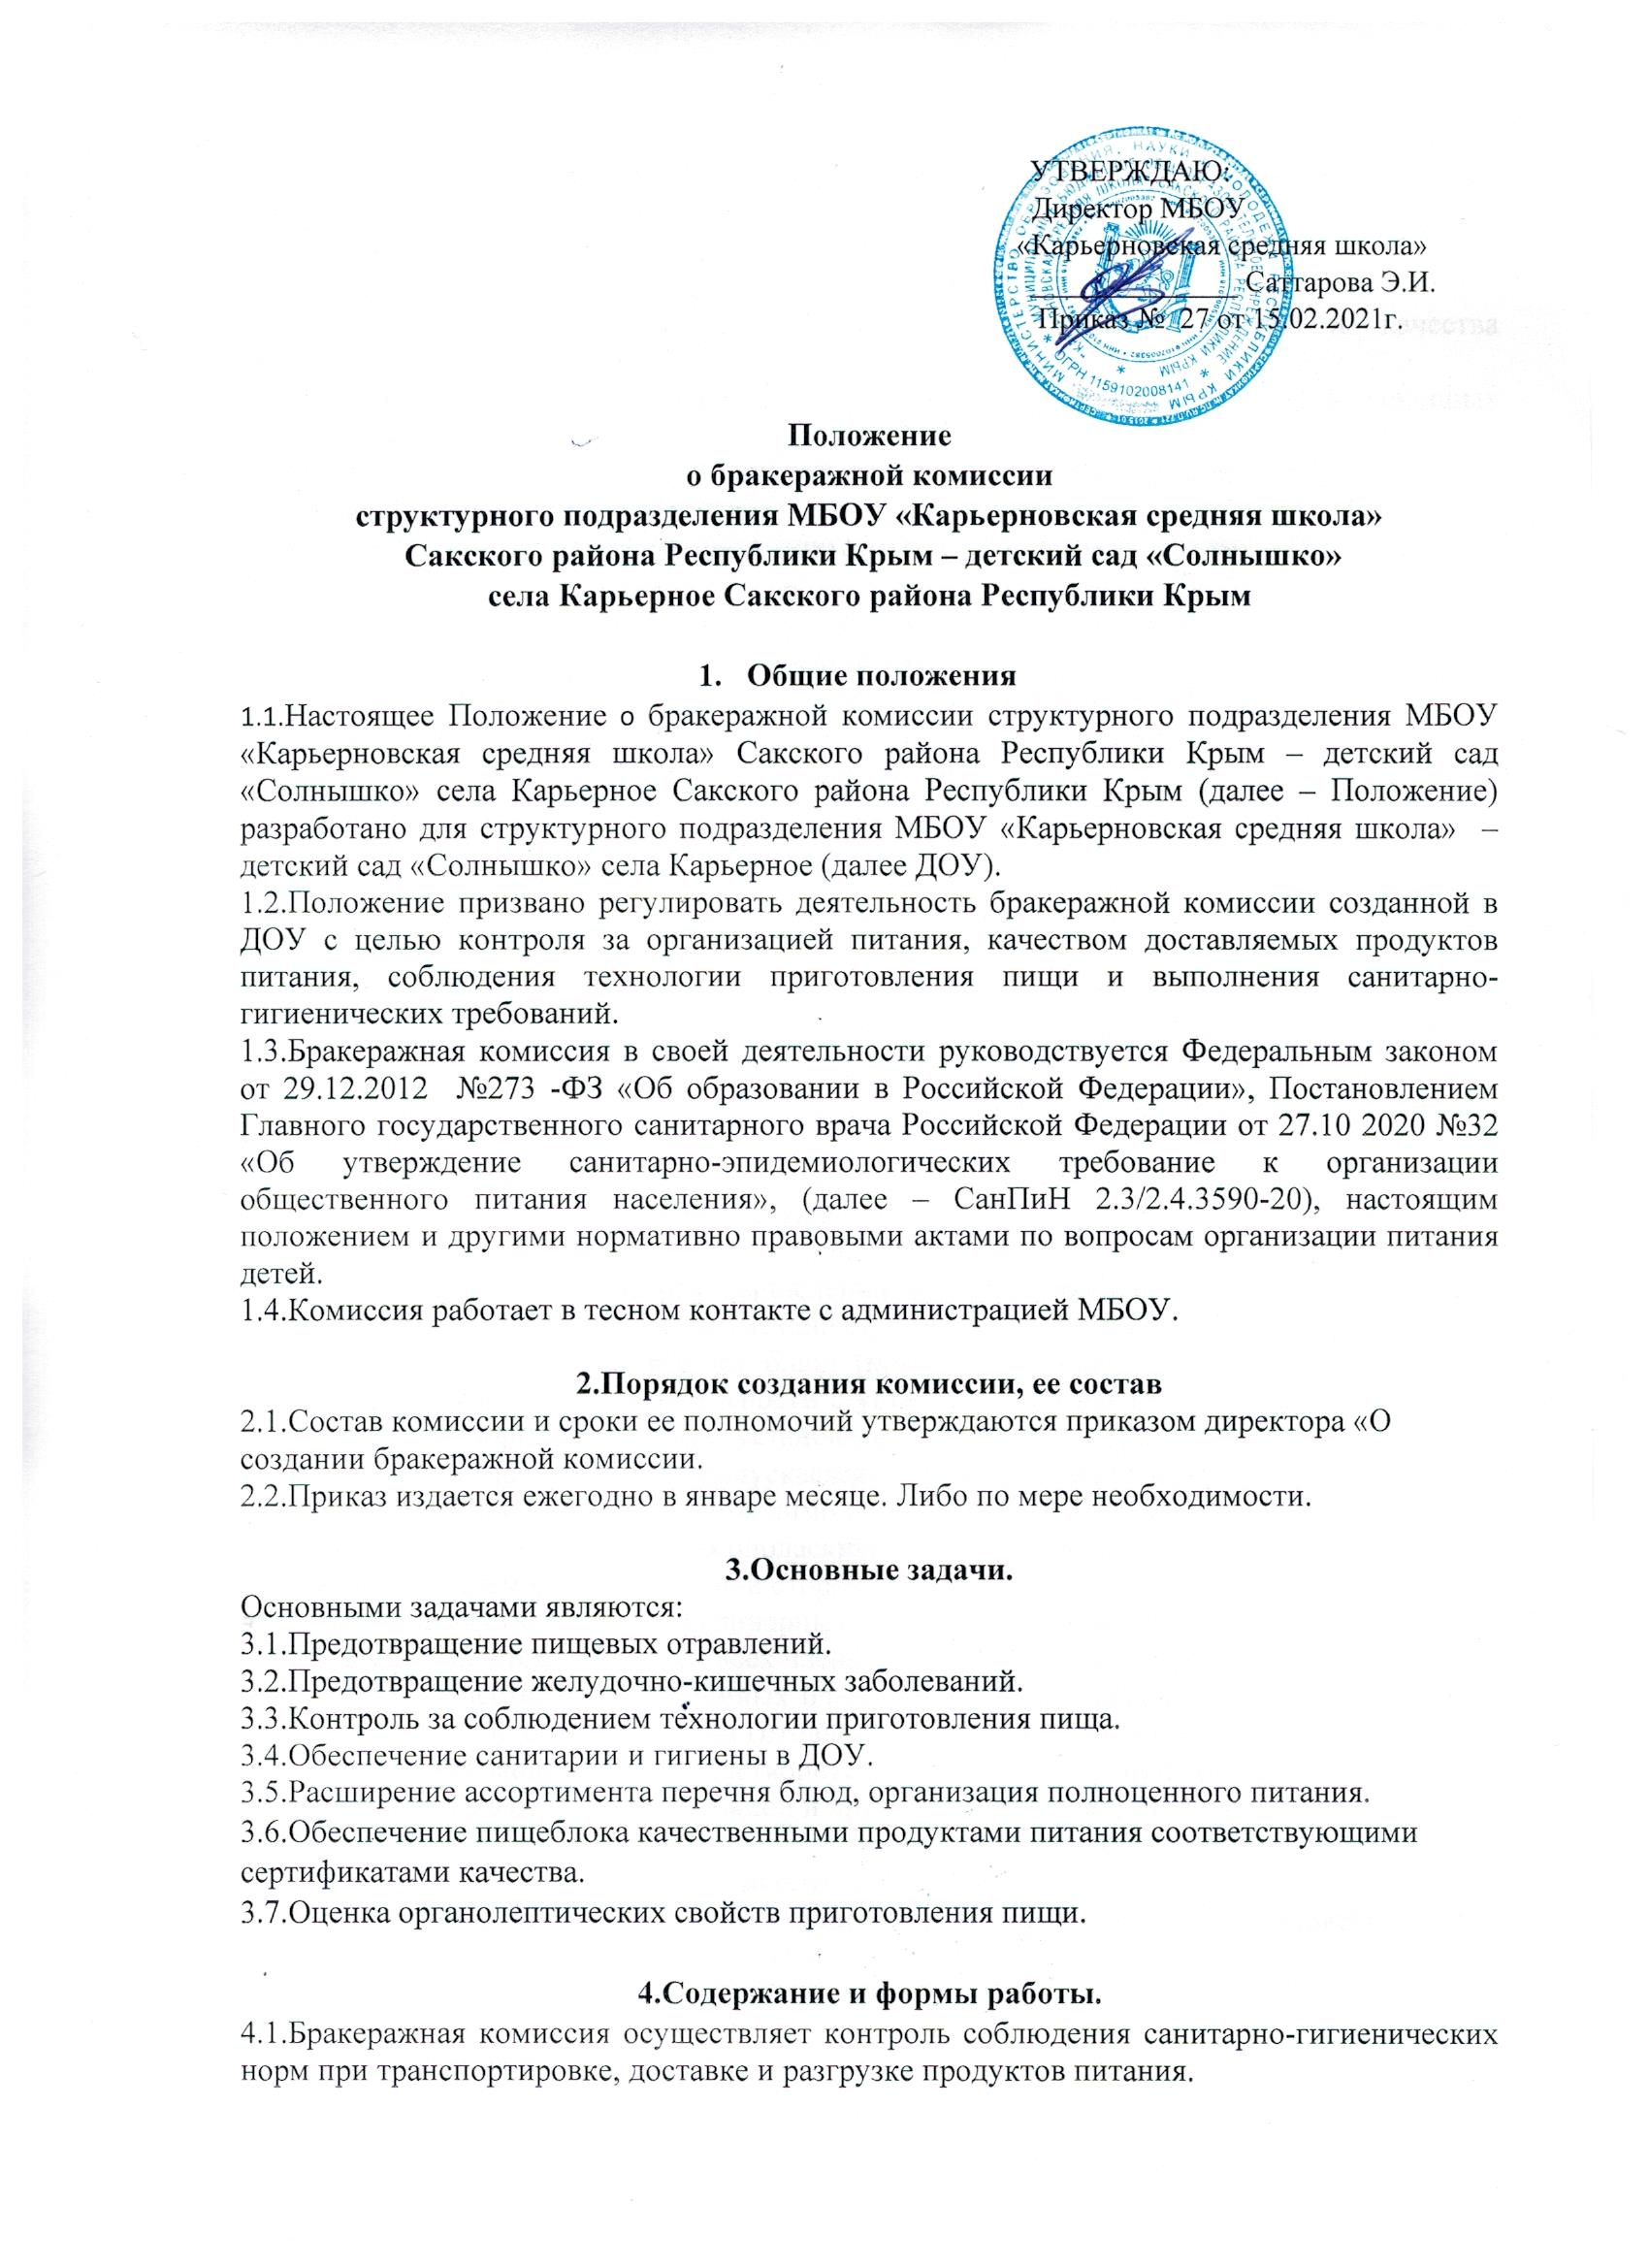 УТВЕРЖДАЮ:
Директор МБОУ
«Карьерновская средняя школа»
Саттарова Э.И.
Приказ № 27 от 15.02.2021г.
ОГРН 1159102008141
Положение
о бракеражной комиссии
структурного подразделения МБОУ «Карьерновская средняя школа»
Сакского района Республики Крым – детский сад «Солнышко»
села Карьерное Сакского района Республики Крым
1. Общие положения
1.1.Настоящее Положение о бракеражной комиссии структурного подразделения МБОУ
«Карьерновская средняя школа» Сакского района Республики Крым – детский сад
«Солнышко» села Карьерное Сакского района Республики Крым (далее – Положение)
разработано для структурного подразделения МБОУ «Карьерновская средняя школа» –
детский сад «Солнышко» села Карьерное (далее ДОУ).
1.2.Положение призвано регулировать деятельность бракеражной комиссии созданной в
ДОУ с целью контроля за организацией питания, качеством доставляемых продуктов
питания, соблюдения технологии приготовления пищи и выполнения санитарно-
гигиенических требований.
1.3.Бракеражная комиссия в своей деятельности руководствуется Федеральным законом
от 29.12.2012 №273 -ФЗ «Об образовании в Российской Федерации», Постановлением
Главного государственного санитарного врача Российской Федерации от 27.10 2020 №32
«Об утверждение санитарно-эпидемиологических требование к организации
общественного питания населения», (далее – СанПиН 2.3/2.4.3590-20), настоящим
положением и другими нормативно правовыми актами по вопросам организации питания
детей.
1.4.Комиссия работает в тесном контакте с администрацией МБОУ.
2.Порядок создания комиссии, ее состав
2.1.Состав комиссии и сроки ее полномочий утверждаются приказом директора «О
создании бракеражной комиссии.
2.2.Приказ издается ежегодно в январе месяце. Либо по мере необходимости.
3.Основные задачи.
Основными задачами являются:
3.1.Предотвращение пищевых отравлений.
3.2.Предотвращение желудочно-кишечных заболеваний.
3.3.Контроль за соблюдением технологии приготовления пища.
3.4.Обеспечение санитарии и гигиены в ДОУ.
3.5.Расширение ассортимента перечня блюд, организация полноценного питания.
3.6.Обеспечение пищеблока качественными продуктами питания соответствующими
сертификатами качества.
3.7.Оценка органолептических свойств приготовления пищи.
4.Содержание и формы работы.
4.1.Бракеражная комиссия осуществляет контроль соблюдения санитарно-гигиенических
норм при транспортировке, доставке и разгрузке продуктов питания.